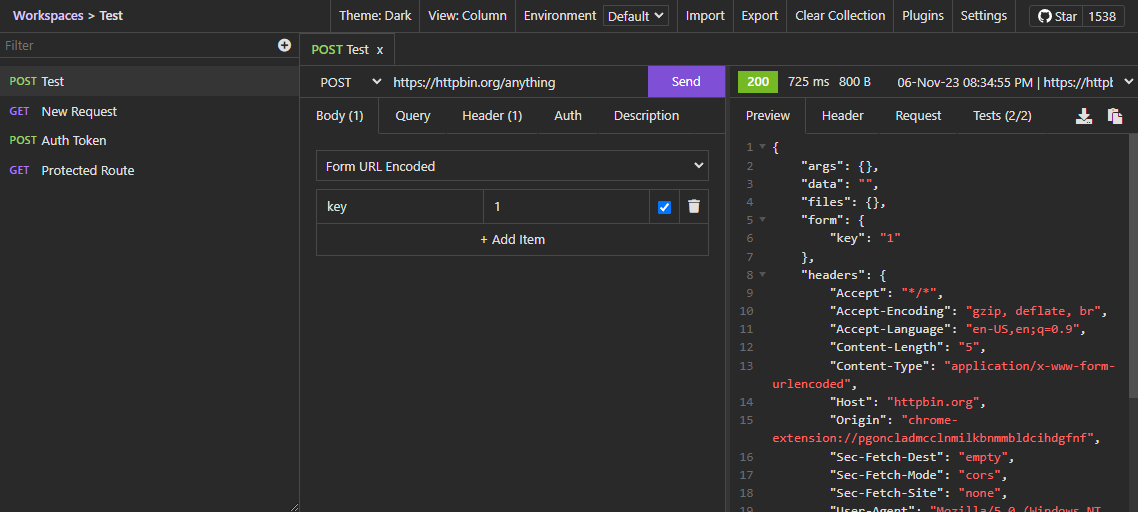 Workspaces > Test
Theme: Dark
View: Column
Environment
Default
Import
Export
Clear Collection
Plugins
Settings
Star
1538
Filter
POST Test
GET New Request
POST Auth Token
GET Protected Route
POST Test x
POST
https://httpbin.org/anything
Send
Body (1)
Query
Header (1)
Auth
Description
Form URL Encoded
key
1
+ Add Item
200
725 ms
800 B
06-Nov-23 08:34:55 PM | https://httpt
Preview
Header
Request
Tests (2/2)
1 {
2 "args": {},
3 "data": "",
4 "files": {},
5 "form": {
6 "key": "1"
7 },
8 "headers": {
9 "Accept": "*/*",
10 "Accept-Encoding": "gzip, deflate, br",
11 "Accept-Language": "en-US,en;q=0.9",
12 "Content-Length": "5",
13 "Content-Type": "application/x-www-form-
urlencoded",
14 "Host": "httpbin.org",
15 "Origin": "chrome-
extension://pgoncladmcclnmilkbnmmbldcihdgfnf",
16 "Sec-Fetch-Dest": "empty",
17 "Sec-Fetch-Mode": "cors",
18 "Sec-Fetch-Site": "none",
19 "User-Agent": "Mozilla/5.0 (Windows NT